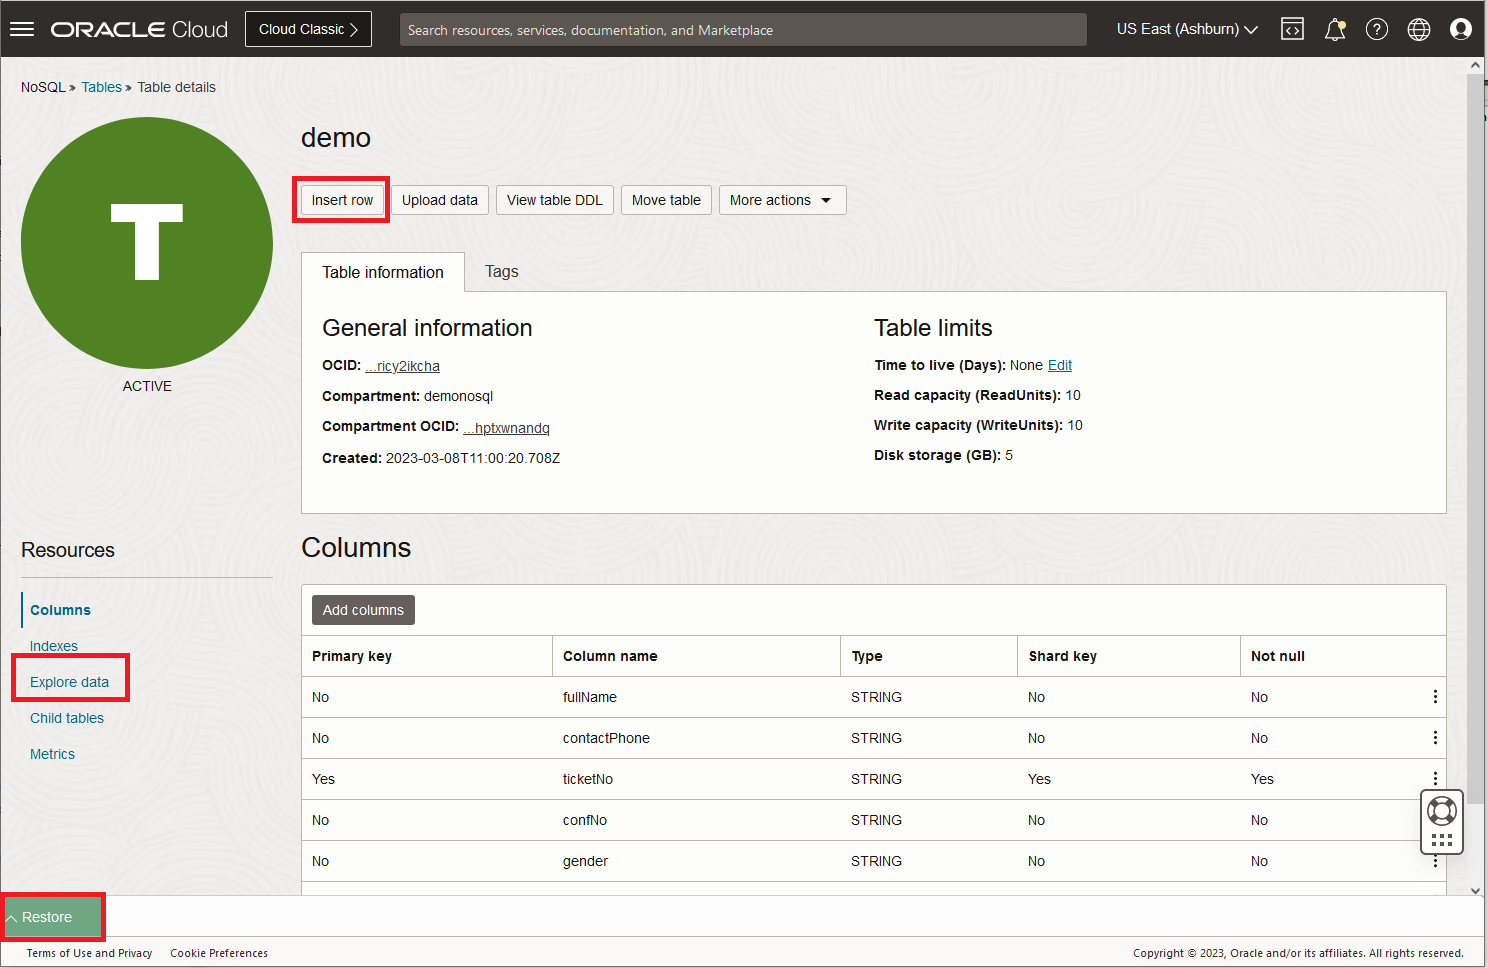 ORACLE Cloud
Cloud Classic
Search resources, services, documentation, and Marketplace
US East (Ashburn)
NoSQL » Tables » Table details
T
ACTIVE
demo
Insert row
Upload data
View table DDL
Move table
More actions
Table information
Tags
General information
OCID: ...ricy2ikcha
Compartment: demonosql
Compartment OCID: ...hptxwnandq
Created: 2023-03-08T11:00:20.708Z
Table limits
Time to live (Days): None Edit
Read capacity (ReadUnits): 10
Write capacity (WriteUnits): 10
Disk storage (GB): 5
Resources
Columns
Indexes
Explore data
Child tables
Metrics
Columns
Add columns
Primary key Column name Type Shard key Not null
No fullName STRING No No
No contactPhone STRING No No
Yes ticketNo STRING Yes Yes
No confNo STRING No No
No gender STRING No No
Restore
Terms of Use and Privacy Cookie Preferences
Copyright © 2023, Oracle and/or its affiliates. All rights reserved.